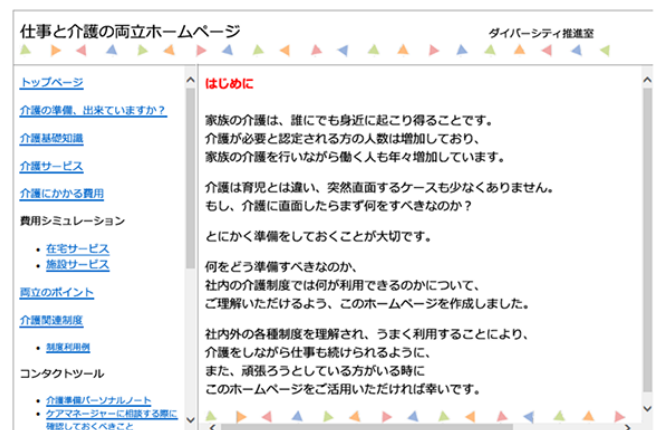 仕事と介護の両立ホームページ
ダイバーシティ推進室
トップページ
介護の準備、出来ていますか？
介護基礎知識
介護サービス
介護にかかる費用
費用シミュレーション
・在宅サービス
・施設サービス
両立のポイント
介護関連制度
・制度利用例
コンタクトツール
・介護準備パーソナルノート
・ケアマネージャーに相談する際に
確認しておくべきこと
はじめに
家族の介護は、誰にでも身近に起こり得ることです。
介護が必要と認定される方の人数は増加しており、
家族の介護を行いながら働く人も年々増加しています。
介護は育児とは違い、突然直面するケースも少なくありません。
もし、介護に直面したらまず何をすべきなのか？
とにかく準備をしておくことが大切です。
何をどう準備すべきなのか、
社内の介護制度では何が利用できるのかについて、
ご理解いただけるよう、このホームページを作成しました。
社内外の各種制度を理解され、うまく利用することにより、
介護をしながら仕事も続けられるように、
また、頑張ろうとしている方がいる時に
このホームページをご活用いただければ幸いです。